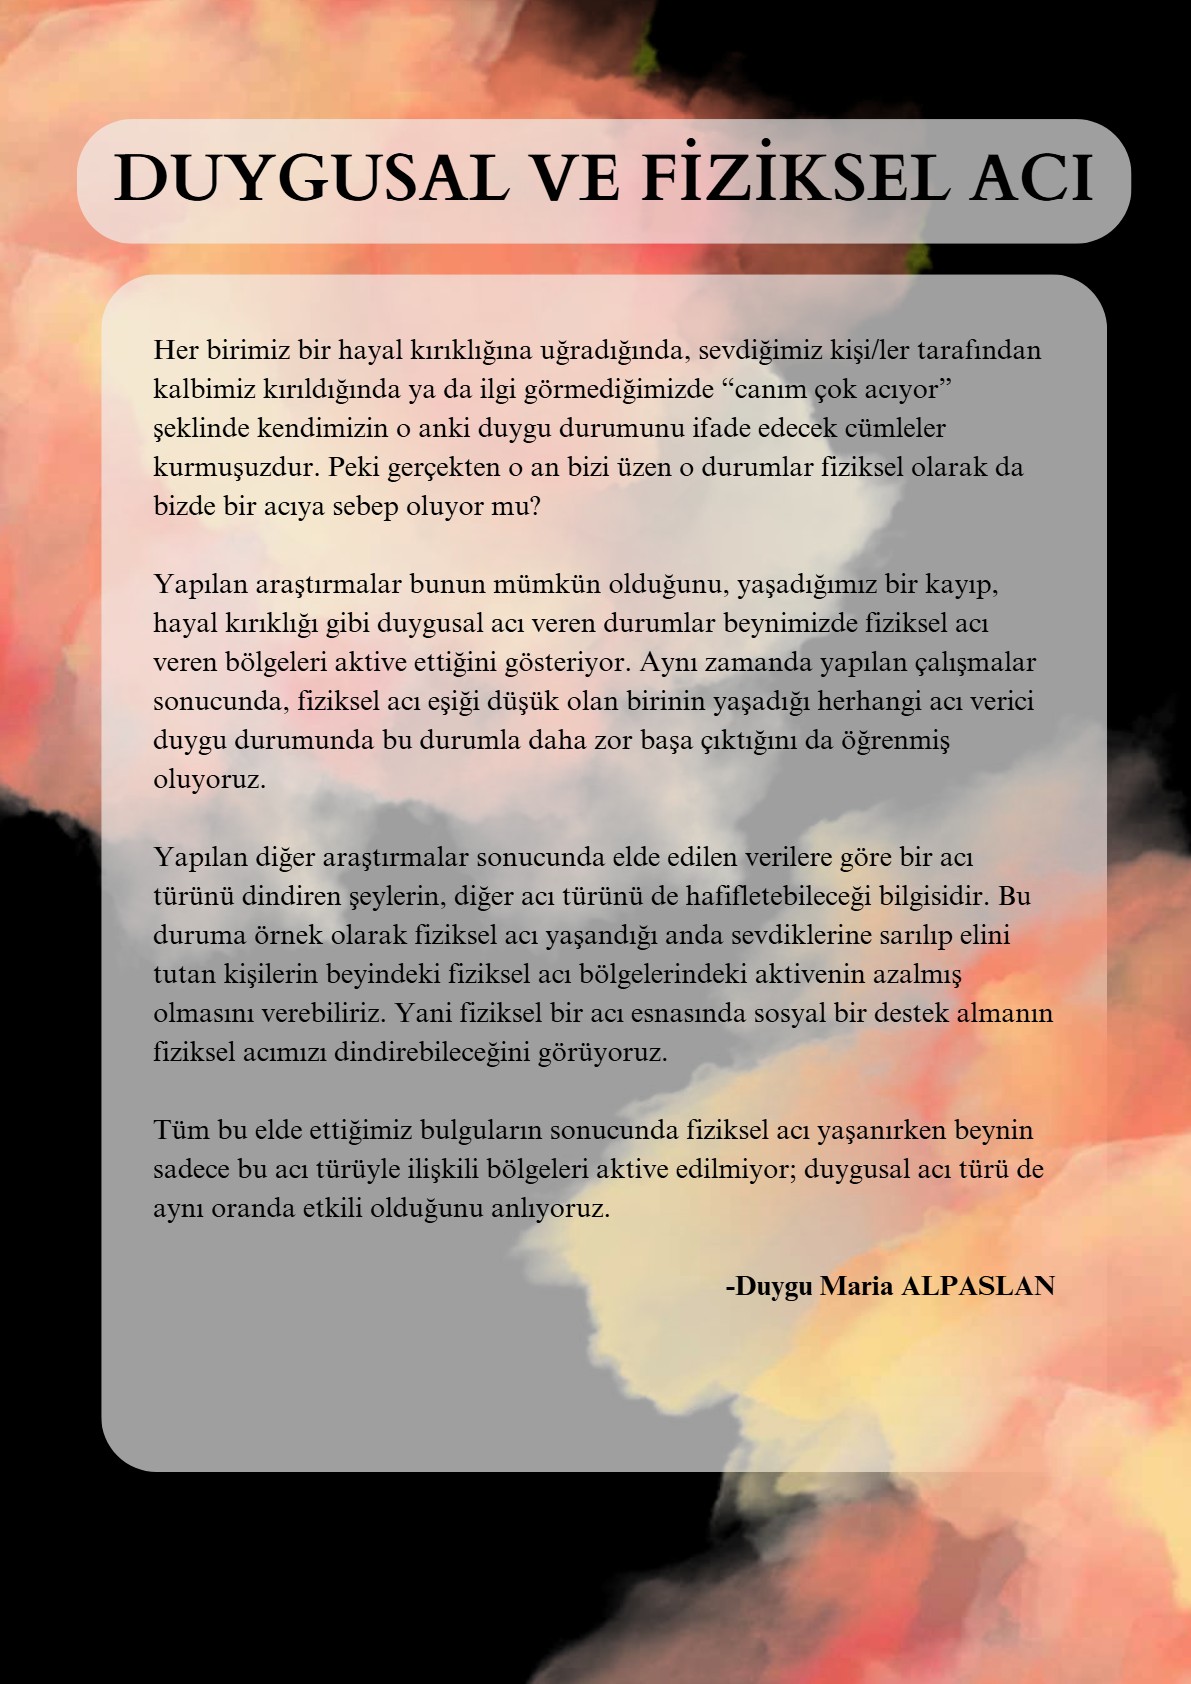 DUYGUSAL VE FİZİKSEL ACI
Her birimiz bir hayal kırıklığına uğradığında, sevdiğimiz kişi/ler tarafından
kalbimiz kırıldığında ya da ilgi görmediğimizde “canım çok acıyor”
şeklinde kendimizin o anki duygu durumunu ifade edecek cümleler
kurmuşuzdur. Peki gerçekten o an bizi üzen o durumlar fiziksel olarak da
bizde bir acıya sebep oluyor mu?
Yapılan araştırmalar bunun mümkün olduğunu, yaşadığımız bir kayıp,
hayal kırıklığı gibi duygusal acı veren durumlar beynimizde fiziksel acı
veren bölgeleri aktive ettiğini gösteriyor. Aynı zamanda yapılan çalışmalar
sonucunda, fiziksel acı eşiği düşük olan birinin yaşadığı herhangi acı verici
duygu durumunda bu durumla daha zor başa çıktığını da öğrenmiş
oluyoruz.
Yapılan diğer araştırmalar sonucunda elde edilen verilere göre bir acı
türünü dindiren şeylerin, diğer acı türünü de hafifletebileceği bilgisidir. Bu
duruma örnek olarak fiziksel acı yaşandığı anda sevdiklerine sarılıp elini
tutan kişilerin beyindeki fiziksel acı bölgelerindeki aktivenin azalmış
olmasını verebiliriz. Yani fiziksel bir acı esnasında sosyal bir destek almanın
fiziksel acımızı dindirebileceğini görüyoruz.
Tüm bu elde ettiğimiz bulguların sonucunda fiziksel acı yaşanırken beynin
sadece bu acı türüyle ilişkili bölgeleri aktive edilmiyor; duygusal acı türü de
aynı oranda etkili olduğunu anlıyoruz.
-Duygu Maria ALPASLAN